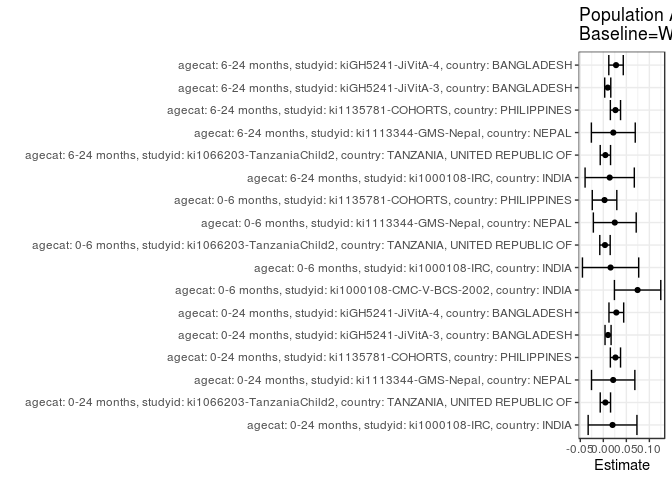 Population A
Baseline=W
agecat: 6-24 months, studyid: kiGH5241-JiVitA-4, country: BANGLADESH
agecat: 6-24 months, studyid: kiGH5241-JiVitA-3, country: BANGLADESH
agecat: 6-24 months, studyid: ki1135781-COHORTS, country: PHILIPPINES
agecat: 6-24 months, studyid: ki1113344-GMS-Nepal, country: NEPAL
agecat: 6-24 months, studyid: ki1066203-TanzaniaChild2, country: TANZANIA, UNITED REPUBLIC OF
agecat: 6-24 months, studyid: ki1000108-IRC, country: INDIA
agecat: 0-6 months, studyid: ki1135781-COHORTS, country: PHILIPPINES
agecat: 0-6 months, studyid: ki1113344-GMS-Nepal, country: NEPAL
agecat: 0-6 months, studyid: ki1066203-TanzaniaChild2, country: TANZANIA, UNITED REPUBLIC OF
agecat: 0-6 months, studyid: ki1000108-IRC, country: INDIA
agecat: 0-6 months, studyid: ki1000108-CMC-V-BCS-2002, country: INDIA
agecat: 0-24 months, studyid: kiGH5241-JiVitA-4, country: BANGLADESH
agecat: 0-24 months, studyid: kiGH5241-JiVitA-3, country: BANGLADESH
agecat: 0-24 months, studyid: ki1135781-COHORTS, country: PHILIPPINES
agecat: 0-24 months, studyid: ki1113344-GMS-Nepal, country: NEPAL
agecat: 0-24 months, studyid: ki1066203-TanzaniaChild2, country: TANZANIA, UNITED REPUBLIC OF
agecat: 0-24 months, studyid: ki1000108-IRC, country: INDIA
-0.05 0.00 0.05 0.10
Estimate